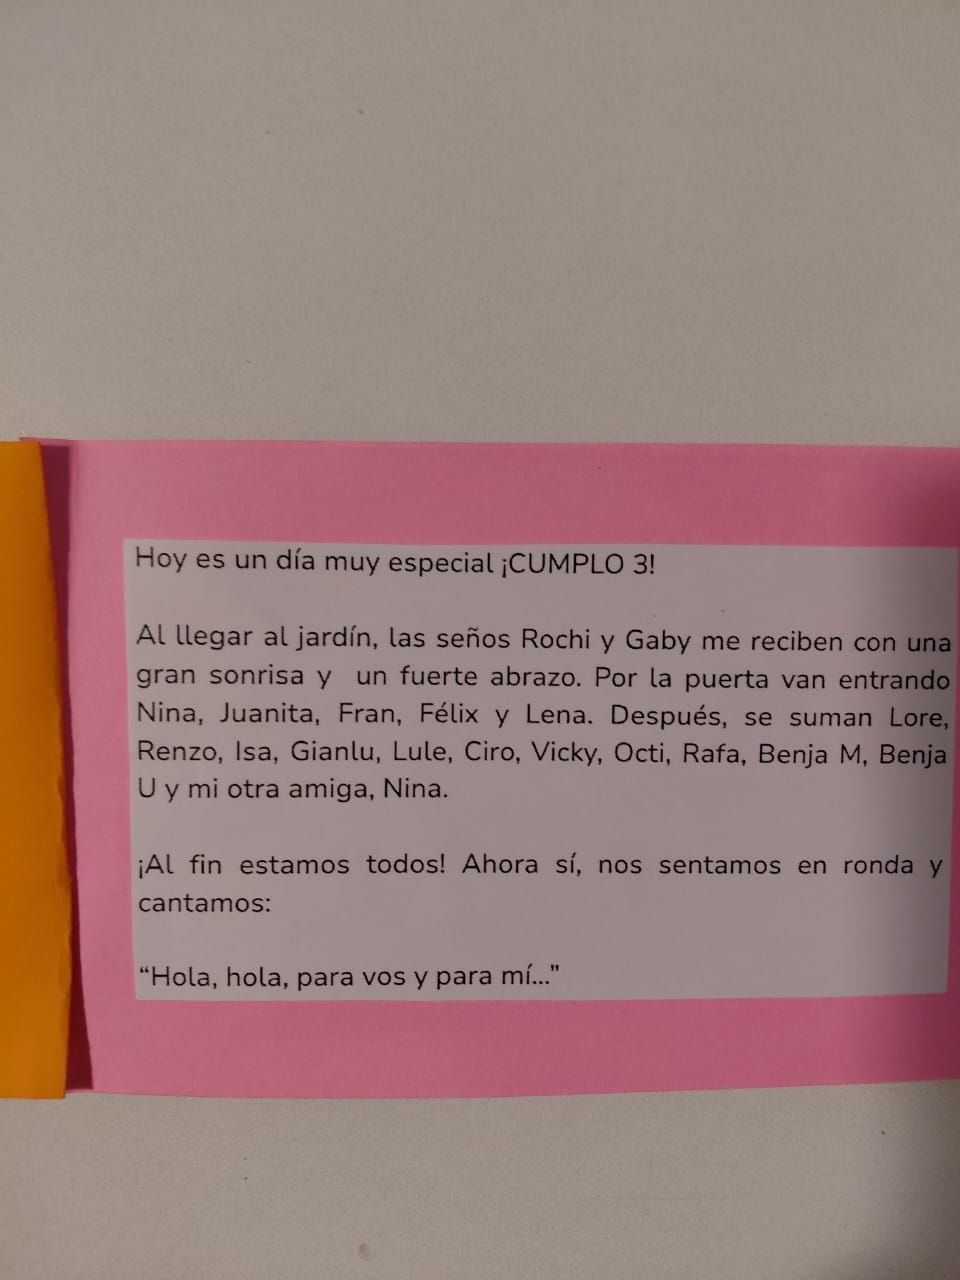 Hoy es un día muy especial ¡CUMPLO 3!
Al llegar al jardín, las seños Rochi y Gaby me reciben con una
gran sonrisa y un fuerte abrazo. Por la puerta van entrando
Nina, Juanita, Fran, Félix y Lena. Después, se suman Lore,
Renzo, Isa, Gianlu, Lule, Ciro, Vicky, Octi, Rafa, Benja M, Benja
U y mi otra amiga, Nina.
¡Al fin estamos todos! Ahora sí, nos sentamos en ronda y
cantamos:
“Hola, hola, para vos y para mí...”